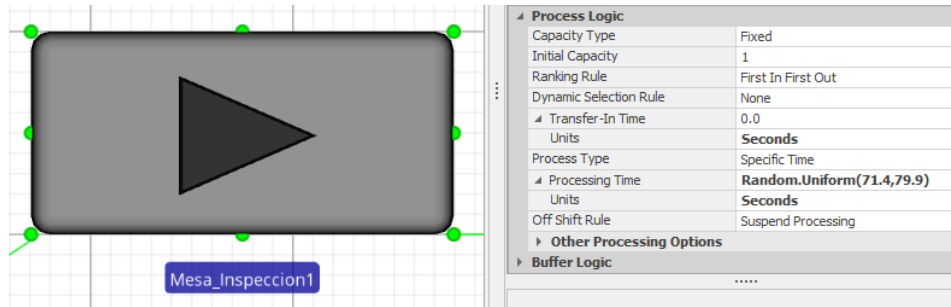 Mesa_Inspeccion1
Process Logic
Capacity Type Fixed
Initial Capacity 1
Ranking Rule First In First Out
Dynamic Selection Rule None
Transfer-In Time 0.0
Units Seconds
Process Type Specific Time
Processing Time Random.Uniform(71.4,79.9)
Units Seconds
Off Shift Rule Suspend Processing
Other Processing Options
Buffer Logic